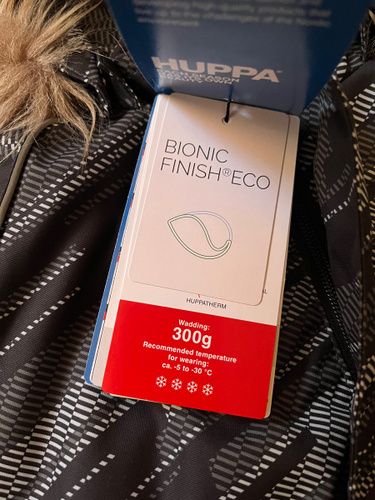 HUPPA®
BIONIC
FINISH®ECO
HUPPATHERM
Wadding:
300g
Recommended temperature
for wearing:
ca. -5 to -30 °C